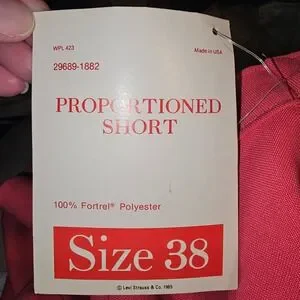 WPL 423
Made in USA
29689-1882
PROPORTIONED
SHORT
100% Fortrel® Polyester
Size 38
© Levi Strauss & Co. 1985